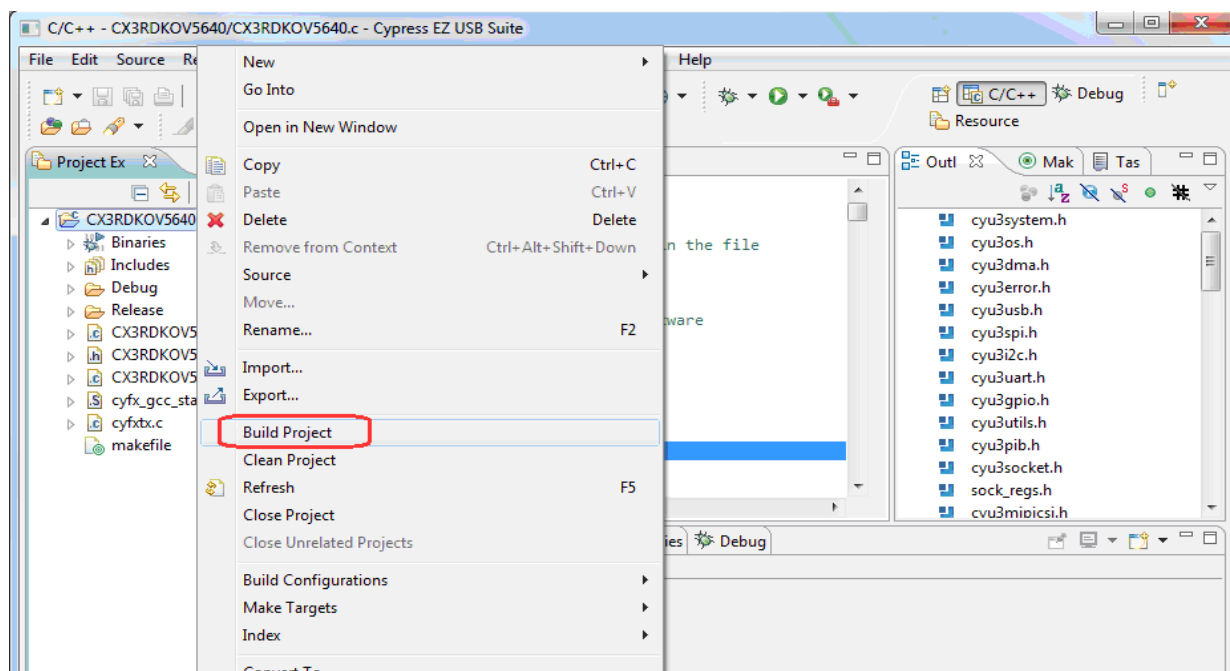 C/C++ - CX3RDKOV5640/CX3RDKOV5640.c - Cypress EZ USB Suite
File Edit Source Re Help
C/C++ Debug
Resource
Project Ex
CX3RDKOV5640
Binaries
Includes
Debug
Release
CX3RDKOV5
CX3RDKOV5
CX3RDKOV5
cyfx_gcc_sta
cyfxtx.c
makefile
New
Go Into
Open in New Window
Copy Ctrl+C
Paste Ctrl+V
Delete Delete
Remove from Context Ctrl+Alt+Shift+Down
Source
Move...
Rename... F2
Import...
Export...
Build Project
Clean Project
Refresh F5
Close Project
Close Unrelated Projects
Build Configurations
Make Targets
Index
Convert To
in the file
ware
Outl Mak Tas
cyu3system.h
cyu3os.h
cyu3dma.h
cyu3error.h
cyu3usb.h
cyu3spi.h
cyu3i2c.h
cyu3uart.h
cyu3gpio.h
cyu3utils.h
cyu3pib.h
cyu3socket.h
sock_regs.h
cyu3mipicsi.h
ies Debug